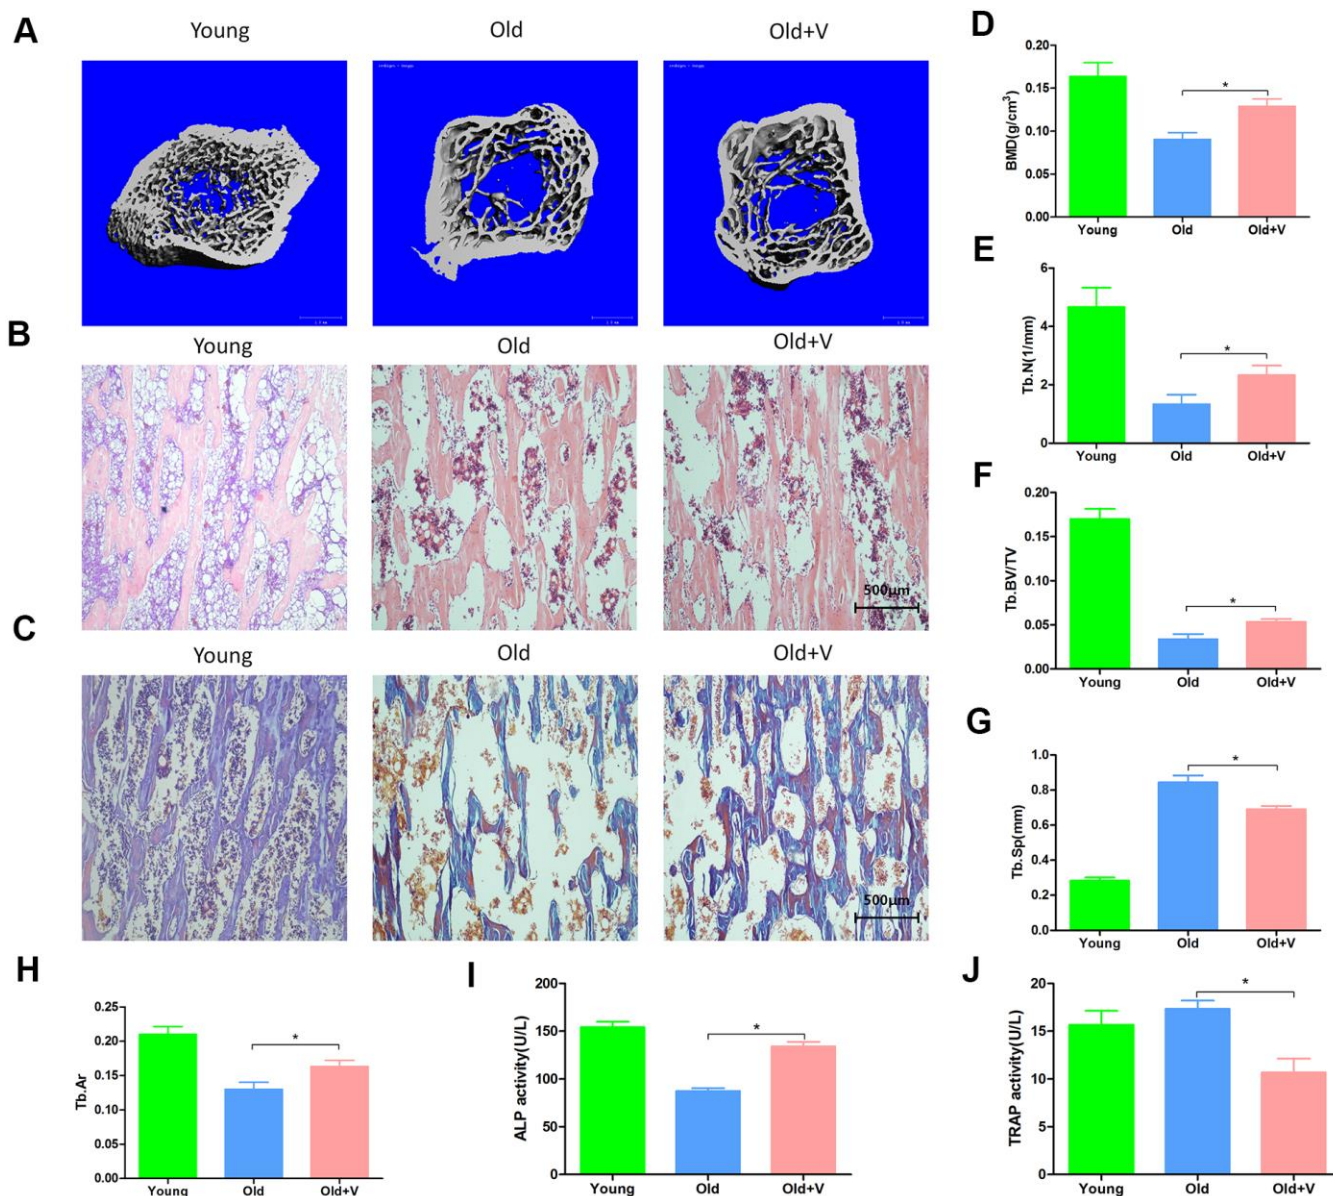 A
Young
Old
Old+V
B
Young
Old
Old+V
500μm
C
Young
Old
Old+V
500μm
D
BMD(g/cm³)
0.20
0.15
0.10
0.05
0.00
*
Young
Old
Old+V
E
Tb.N(1/mm)
6
4
2
0
*
Young
Old
Old+V
F
Tb.BV/TV
0.20
0.15
0.10
0.05
0.00
*
Young
Old
Old+V
G
Tb.Sp(mm)
1.0
0.8
0.6
0.4
0.2
0.0
*
Young
Old
Old+V
H
Tb.Ar
0.25
0.20
0.15
0.10
0.05
0.00
*
Young
Old
Old+V
I
ALP activity(U/L)
200
150
100
50
0
*
Young
Old
Old+V
J
TRAP activity(U/L)
20
15
10
5
0
*
Young
Old
Old+V